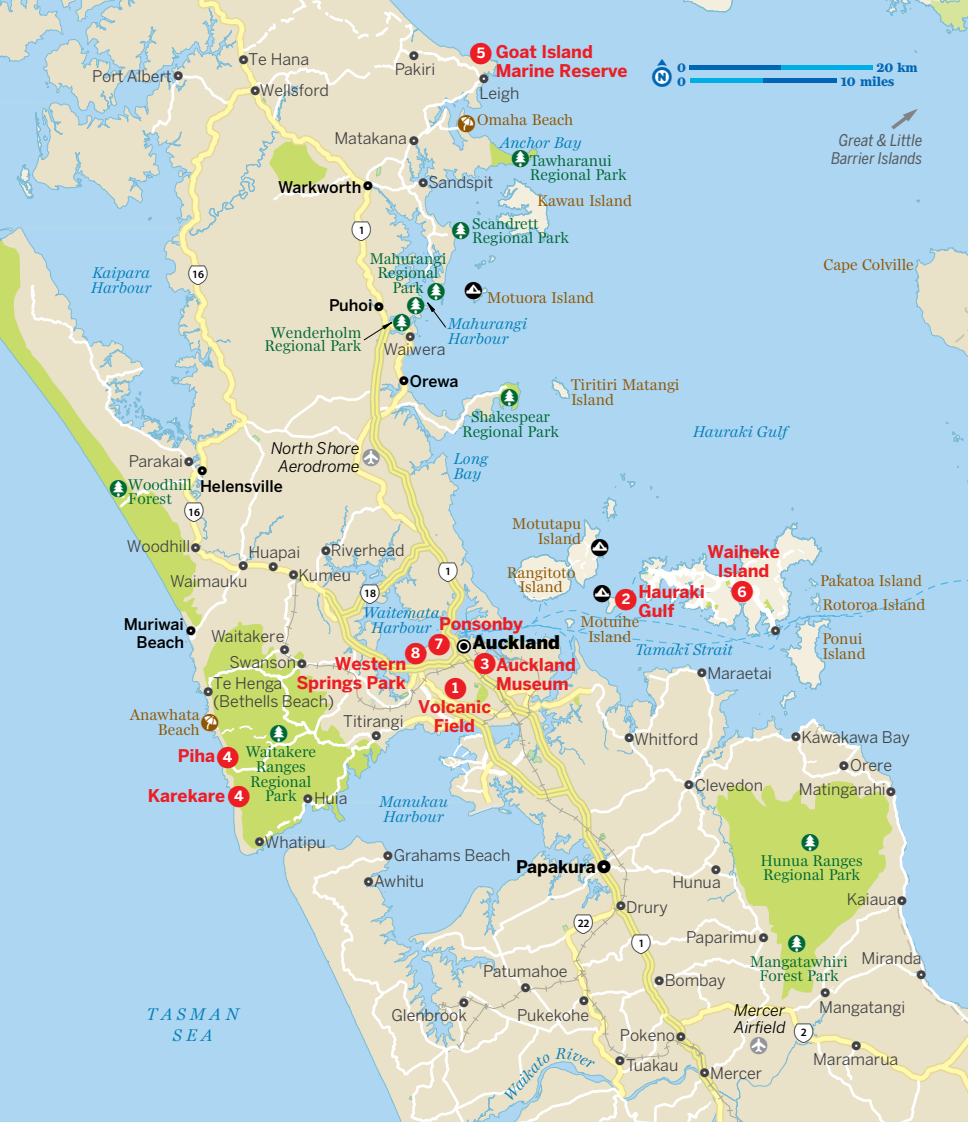 5 Goat Island
Marine Reserve
Te Hana
Port Albert
Pakiri
Wellsford
Leigh
0 20 km
0 10 miles
N
Omaha Beach
Great & Little
Barrier Islands
Matakana
Anchor Bay
Tawharanui
Regional Park
Warkworth
Sandspit
Kawau Island
1
Scandrett
Regional Park
Kaipara
Harbour
16
Mahurangi
Regional
Park
Cape Colville
Motuora Island
Puhoi
Mahurangi
Harbour
Wenderholm
Regional Park
Waiwera
Orewa
Tiritiri Matangi
Island
Shakespear
Regional Park
Hauraki Gulf
North Shore
Aerodrome
Long
Bay
Parakai
Helensville
Woodhill
Forest
16
Motutapu
Island
Woodhill
Huapai
Riverhead
Waiheke
Island
6
Waimauku
Kumeu
1
18
Rangitoto
Island
2 Hauraki
Gulf
Pakatoa Island
Rotoroa Island
Waitemata
Harbour
Ponsonby
7
Motuihe
Island
Muriwai
Beach
Waitakere
Auckland
Ponui
Island
Tamaki Strait
Swanson
Western
Springs Park
8
3 Auckland
Museum
Maraetai
Te Henga
(Bethells Beach)
1
Volcanic
Field
Anawhata
Beach
Titirangi
Whitford
Kawakawa Bay
Piha 4
Waitakere
Ranges
Regional
Park
Orere
Clevedon
Matingarahi
Karekare 4
Huia
Manukau
Harbour
Whatipu
Grahams Beach
Awhitu
Papakura
Hunua Ranges
Regional Park
Hunua
Kaiaua
Drury
22
1
Paparimu
Mangatawhiri
Forest Park
Miranda
Patumahoe
Bombay
Glenbrook
Pukekohe
Mangatangi
TASMAN
SEA
Mercer
Airfield
2
Pokeno
Maramarua
Waikato River
Tuakau
Mercer